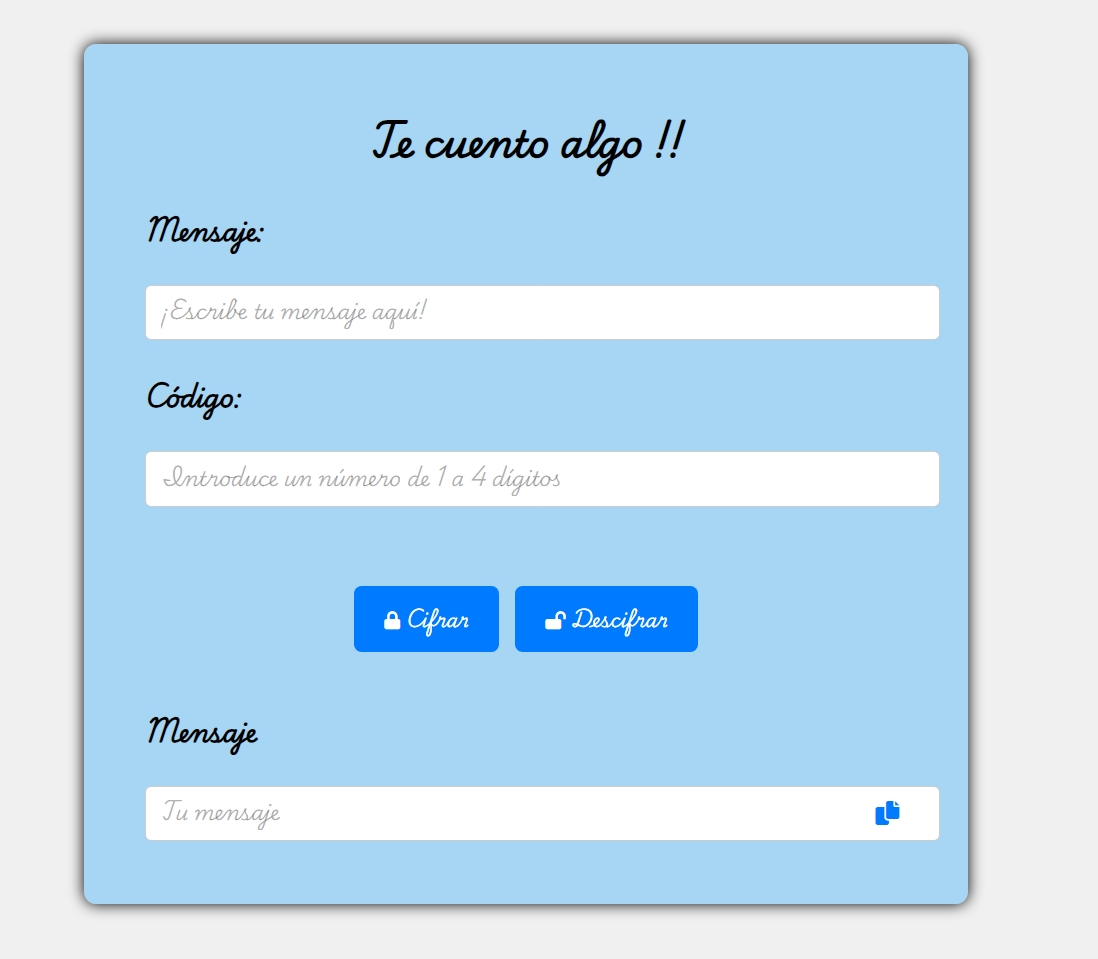 Te cuento algo !!
Mensaje:
¡Escribe tu mensaje aquí!
Código:
Introduce un número de 1 a 4 dígitos
Cifrar Descifrar
Mensaje
Tu mensaje